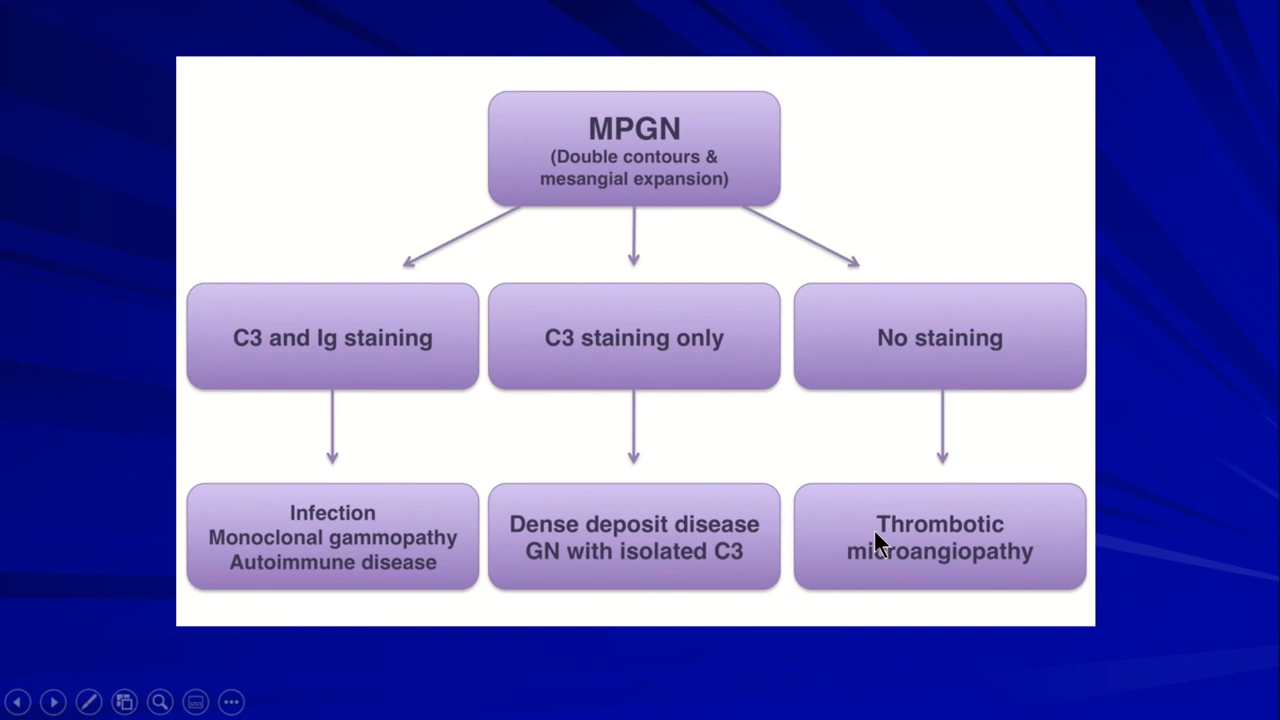 MPGN
(Double contours &
mesangial expansion)
C3 and Ig staining
C3 staining only
No staining
Infection
Monoclonal gammopathy
Autoimmune disease
Dense deposit disease
GN with isolated C3
Thrombotic
microangiopathy